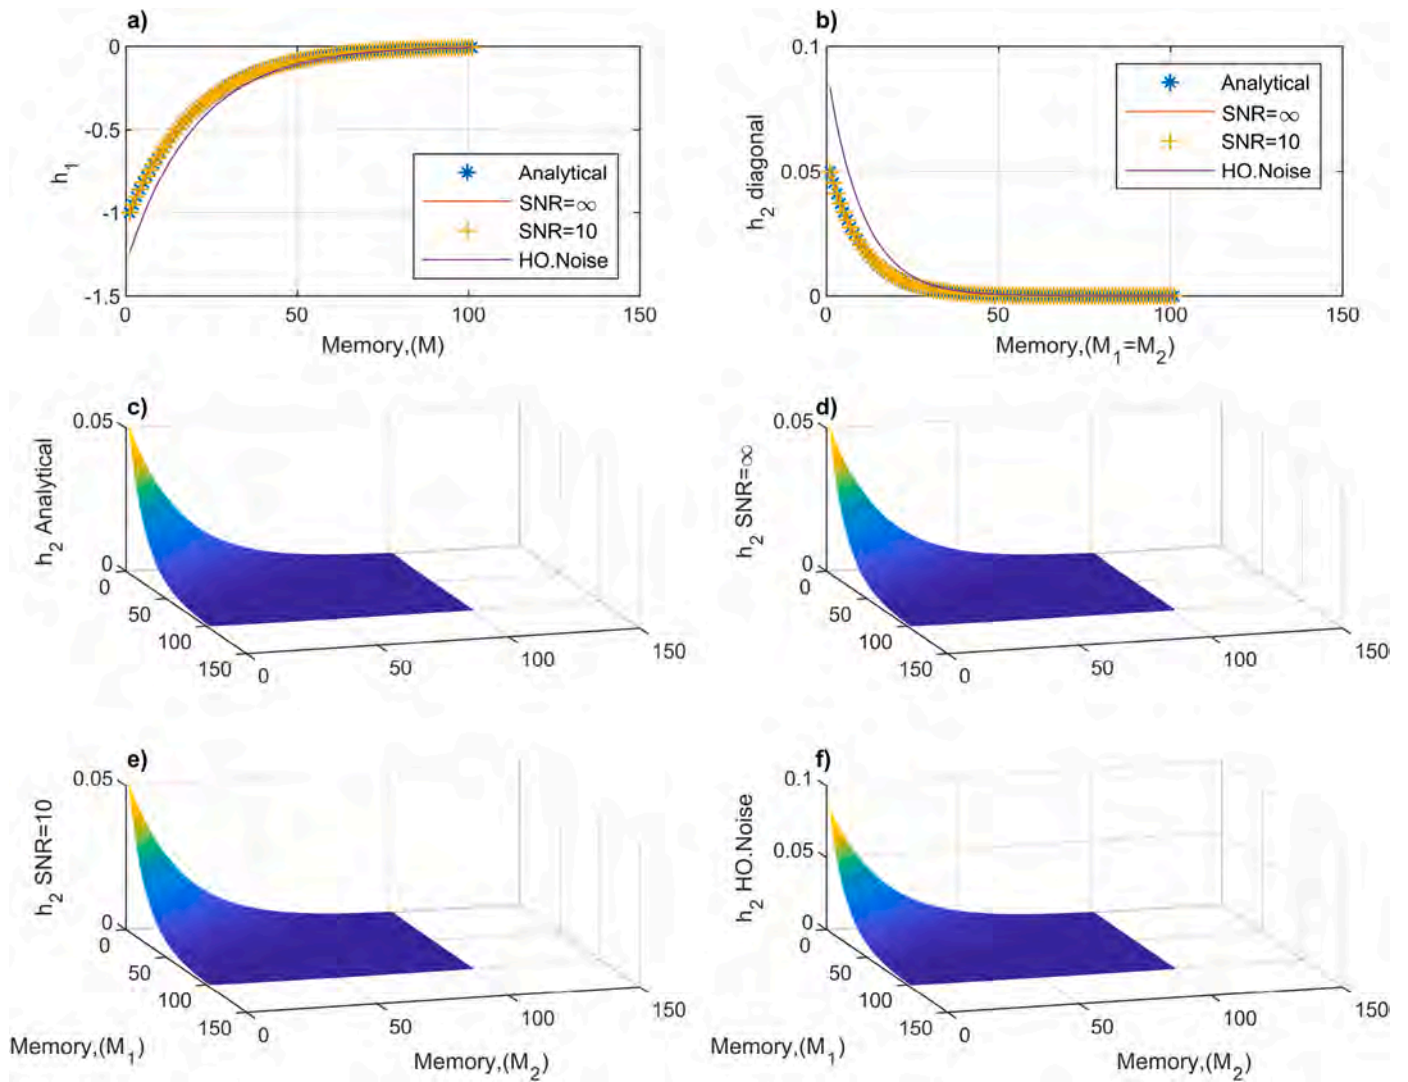 a)
0
-0.5
-1
-1.5
h1
0
50
100
150
Memory,(M)
Analytical
SNR=∞
SNR=10
HO.Noise
b)
0.1
0.05
0
h2 diagonal
0
50
100
150
Memory,(M1=M2)
Analytical
SNR=∞
SNR=10
HO.Noise
c)
0.05
0
h2 Analytical
0
50
100
150
0
50
100
150
d)
0.05
0
h2 SNR=∞
0
50
100
150
0
50
100
150
e)
0.05
0
h2 SNR=10
0
50
100
150
0
50
100
150
Memory,(M1)
Memory,(M2)
f)
0.1
0.05
0
h2 HO.Noise
0
50
100
150
0
50
100
150
Memory,(M1)
Memory,(M2)